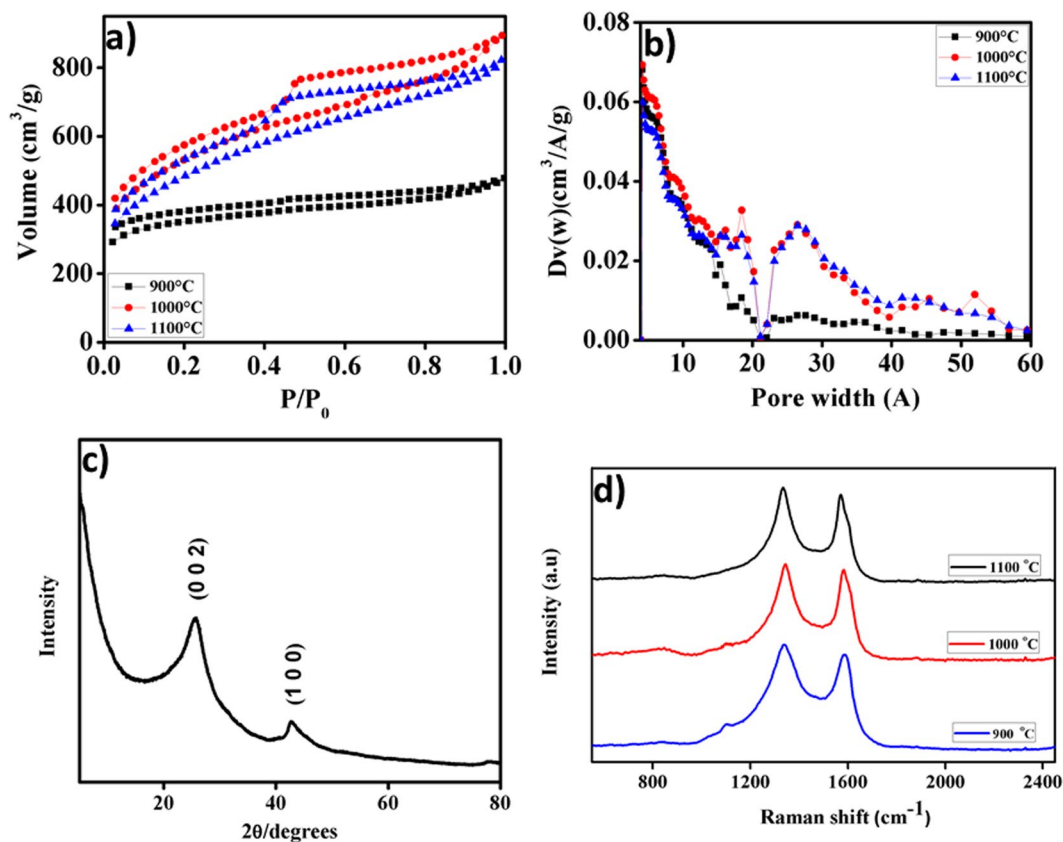 a)
Volume (cm³/g)
800
600
400
200
0
900°C
1000°C
1100°C
0.0 0.2 0.4 0.6 0.8 1.0
P/P₀
b)
Dv(w)(cm³/A/g)
0.08
0.06
0.04
0.02
0.00
900°C
1000°C
1100°C
10 20 30 40 50 60
Pore width (A)
c)
Intensity
(0 0 2)
(1 0 0)
20 40 60 80
2θ/degrees
d)
Intensity (a.u)
1100 °C
1000 °C
900 °C
800 1200 1600 2000 2400
Raman shift (cm⁻¹)